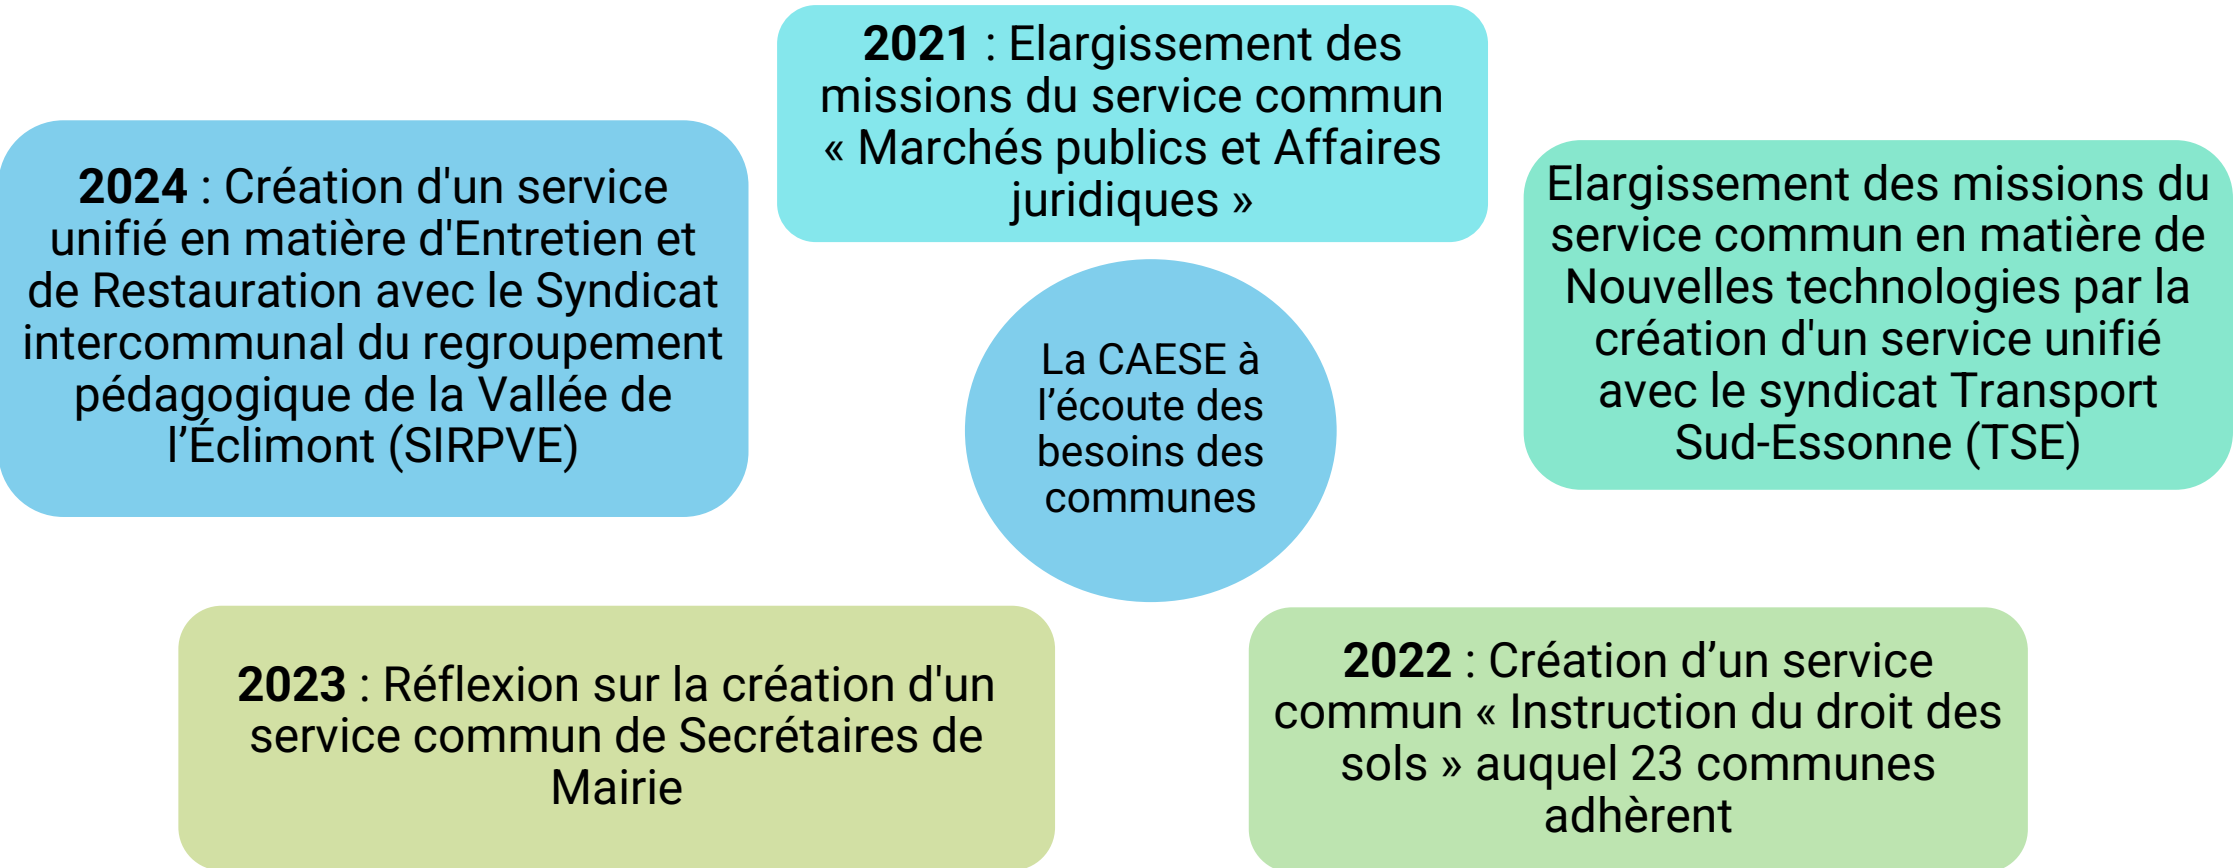 2021 : Elargissement des
missions du service commun
« Marchés publics et Affaires
juridiques »
Elargissement des missions du
service commun en matière de
Nouvelles technologies par la
création d'un service unifié
avec le syndicat Transport
Sud-Essonne (TSE)
2022 : Création d’un service
commun « Instruction du droit des
sols » auquel 23 communes
adhèrent
2023 : Réflexion sur la création d'un
service commun de Secrétaires de
Mairie
2024 : Création d'un service
unifié en matière d'Entretien et
de Restauration avec le Syndicat
intercommunal du regroupement
pédagogique de la Vallée de
l’Éclimont (SIRPVE)
La CAESE à
l’écoute des
besoins des
communes